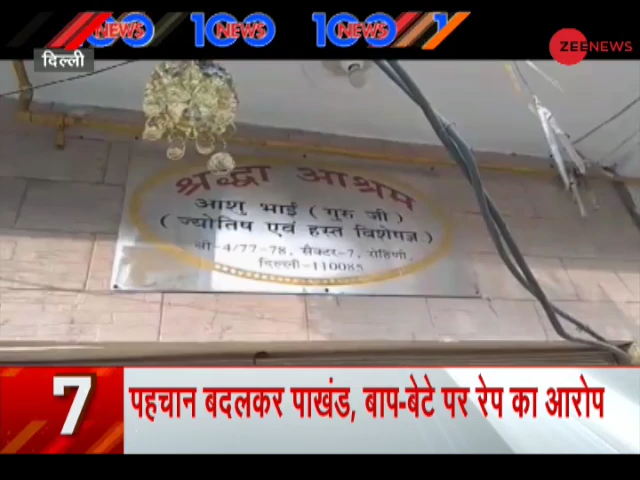 100 NEWS 100 NEWS 100 NEWS 1
ZEE NEWS
दिल्ली
श्रद्धा आश्रम
आशु भाई ( गुरु जी )
( ज्योतिष एवं हस्त विशेषज्ञ )
सी-4/77-78, सैक्टर-7, रोहिणी,
दिल्ली-110085
7 पहचान बदलकर पाखंड, बाप-बेटे पर रेप का आरोप